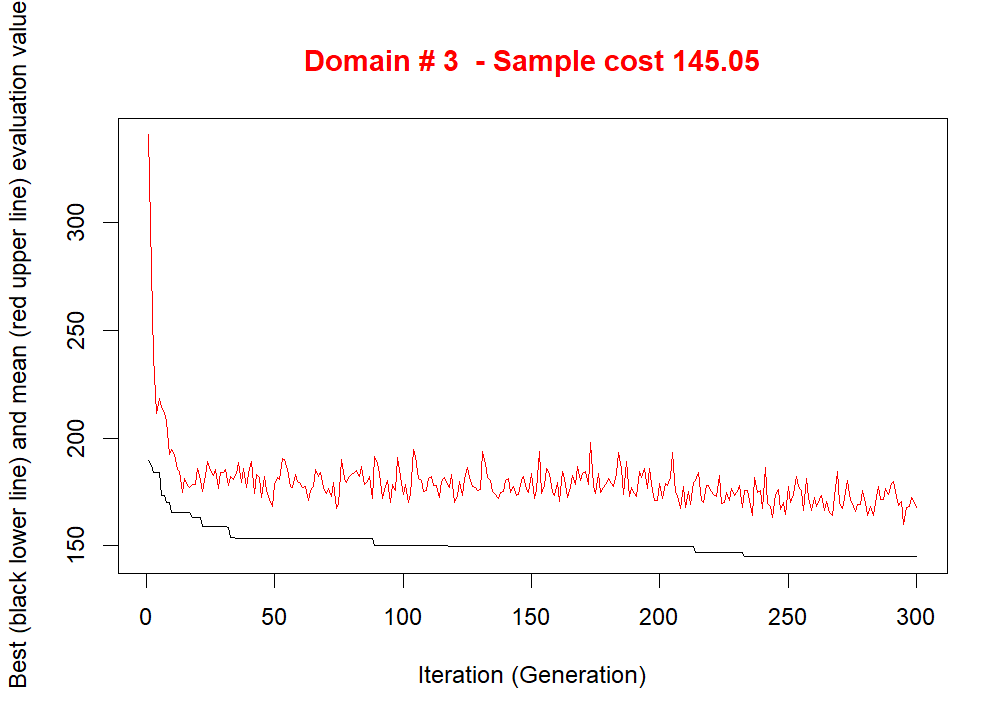 Domain # 3  - Sample cost 145.05
Best (black lower line) and mean (red upper line) evaluation value
300
250
200
150
0 50 100 150 200 250 300
Iteration (Generation)